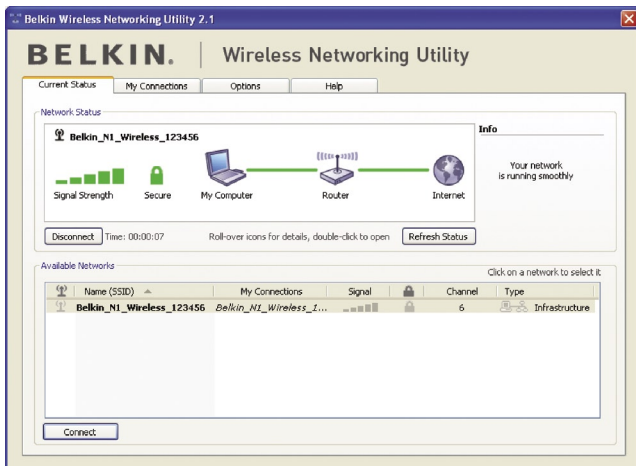 Belkin Wireless Networking Utility 2.1
BELKIN. | Wireless Networking Utility
Current Status My Connections Options Help
Network Status
Belkin_N1_Wireless_123456
Signal Strength Secure My Computer Router Internet
Info
Your network
is running smoothly
Disconnect Time: 00:00:07 Roll-over icons for details, double-click to open Refresh Status
Available Networks
Click on a network to select it
Name (SSID) My Connections Signal Channel Type
Belkin_N1_Wireless_123456 Belkin_N1_Wireless_1... 6 Infrastructure
Connect